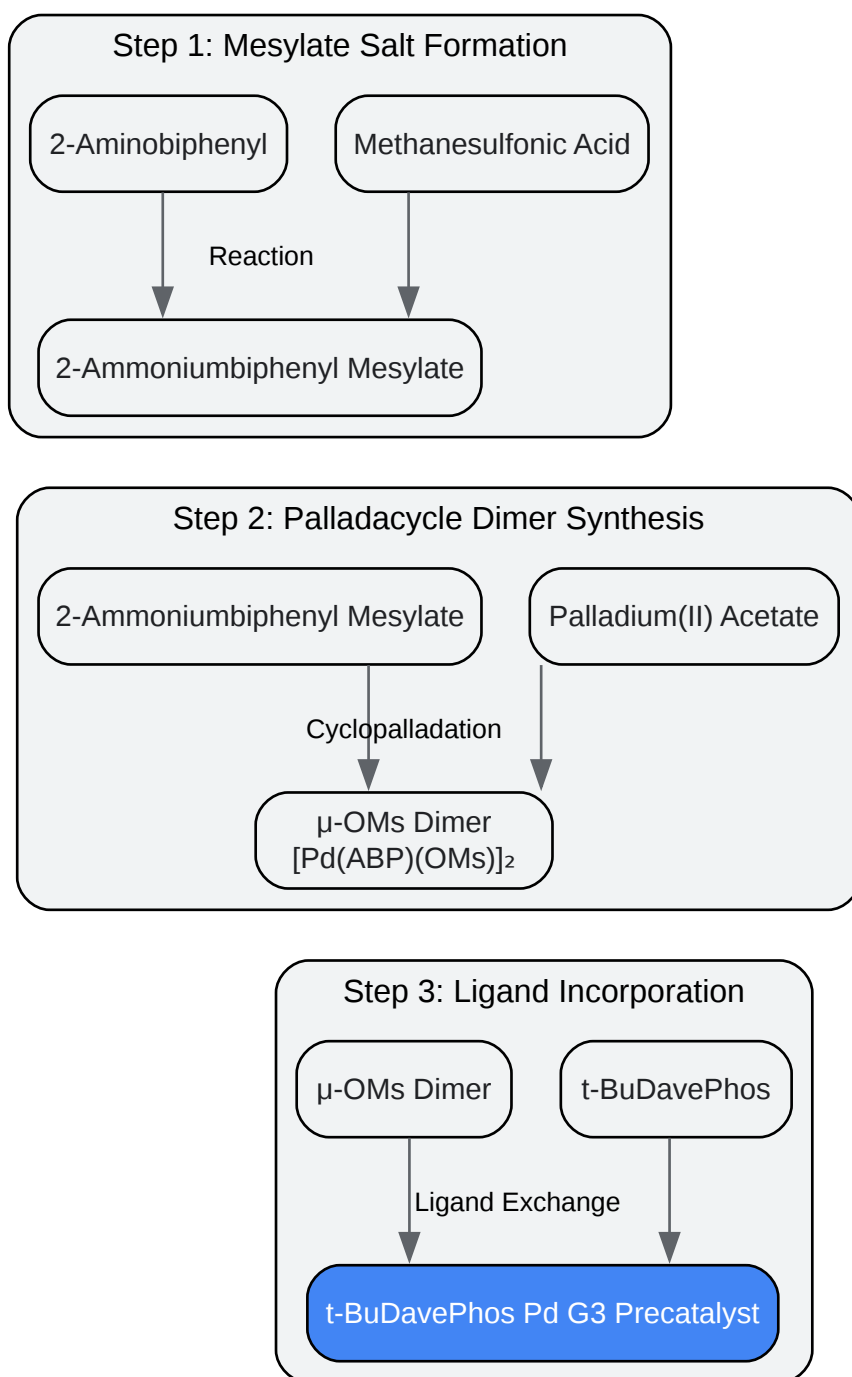 Step 1: Mesylate Salt Formation
2-Aminobiphenyl
Methanesulfonic Acid
Reaction
2-Ammoniumbiphenyl Mesylate
Step 2: Palladacycle Dimer Synthesis
2-Ammoniumbiphenyl Mesylate
Palladium(II) Acetate
Cyclopalladation
μ-OMs Dimer
[Pd(ABP)(OMs)]₂
Step 3: Ligand Incorporation
μ-OMs Dimer
t-BuDavePhos
Ligand Exchange
t-BuDavePhos Pd G3 Precatalyst